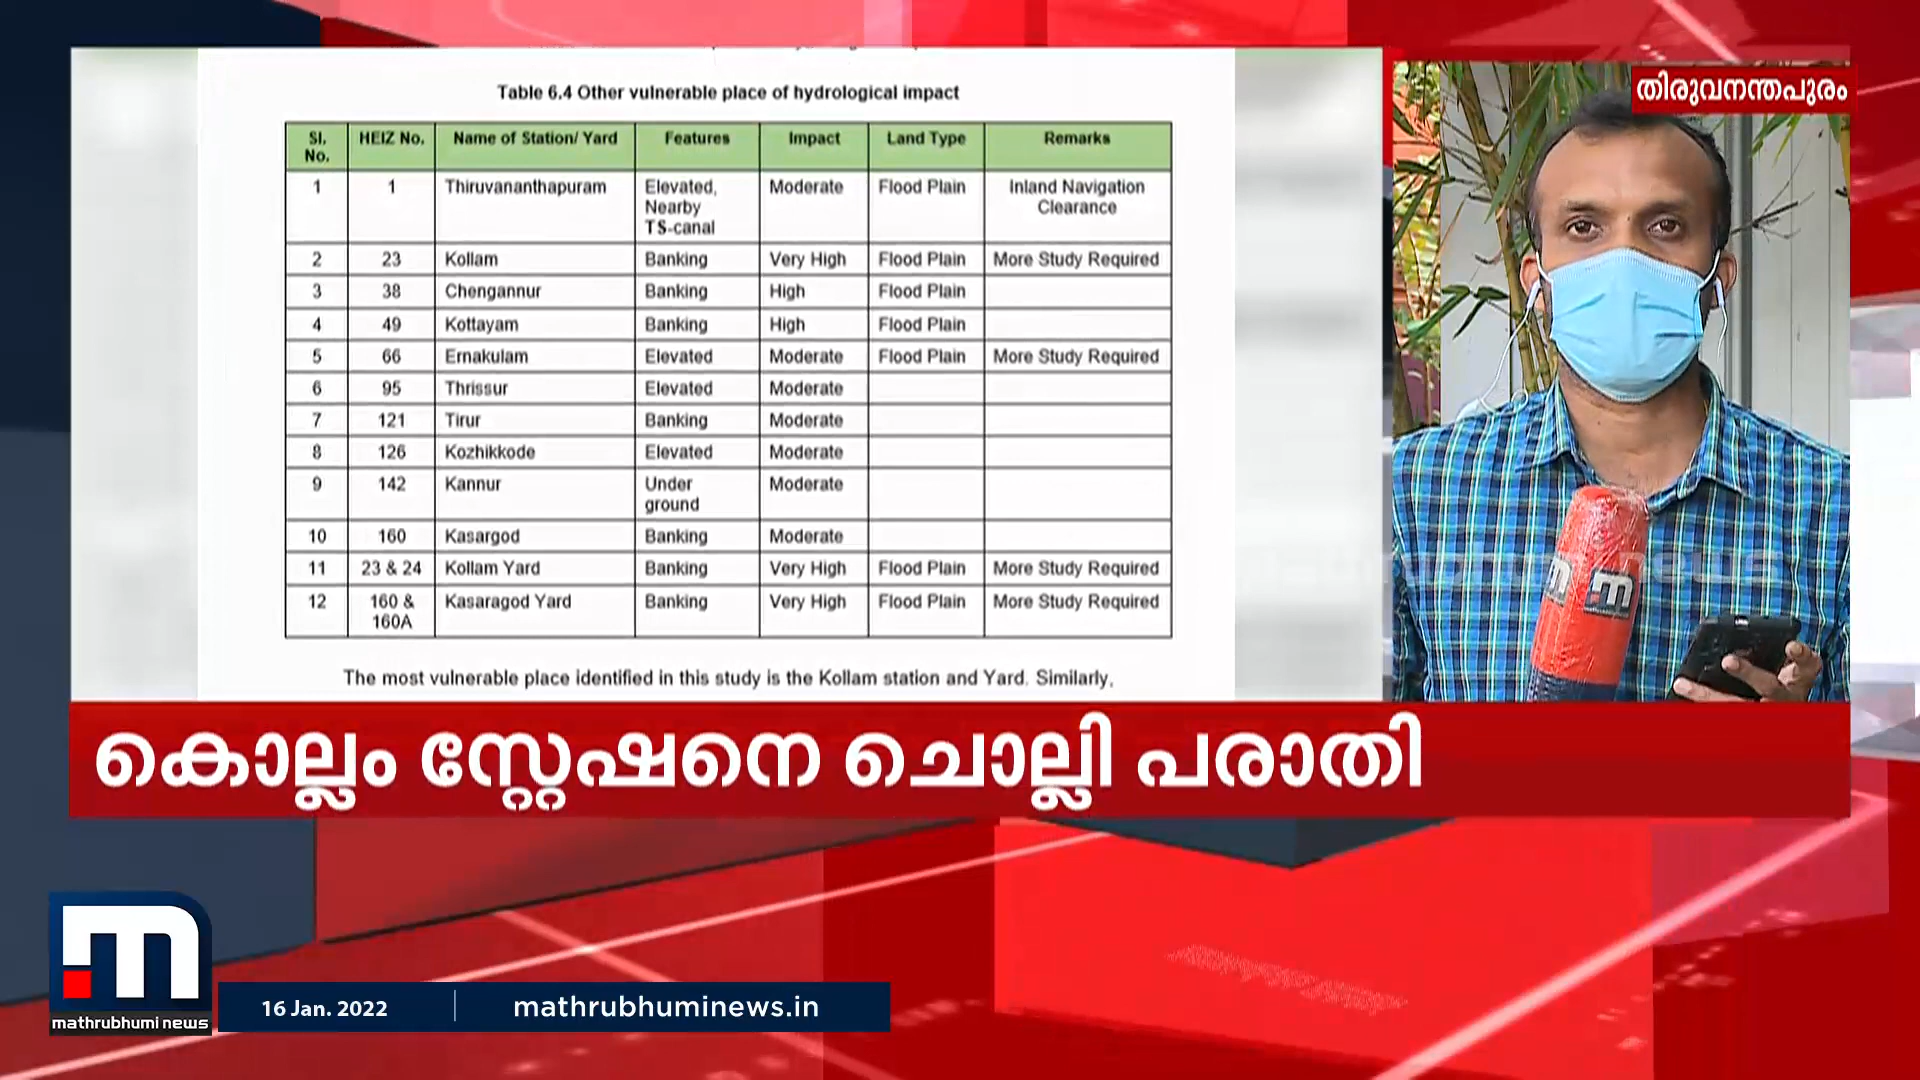 Table 6.4 Other vulnerable place of hydrological impact
Sl. No. HEIZ No. Name of Station/ Yard Features Impact Land Type Remarks
1 1 Thiruvananthapuram Elevated, Nearby TS-canal Moderate Flood Plain Inland Navigation Clearance
2 23 Kollam Banking Very High Flood Plain More Study Required
3 38 Chengannur Banking High Flood Plain
4 49 Kottayam Banking High Flood Plain
5 66 Ernakulam Elevated Moderate Flood Plain More Study Required
6 95 Thrissur Elevated Moderate
7 121 Tirur Banking Moderate
8 126 Kozhikkode Elevated Moderate
9 142 Kannur Under ground Moderate
10 160 Kasargod Banking Moderate
11 23 & 24 Kollam Yard Banking Very High Flood Plain More Study Required
12 160 & 160A Kasaragod Yard Banking Very High Flood Plain More Study Required
The most vulnerable place identified in this study is the Kollam station and Yard. Similarly,
തിരുവനന്തപുരം
mathrubhumi news
കൊല്ലം സ്റ്റേഷനെ ചൊല്ലി പരാതി
mathrubhumi news
16 Jan. 2022
mathrubhuminews.in